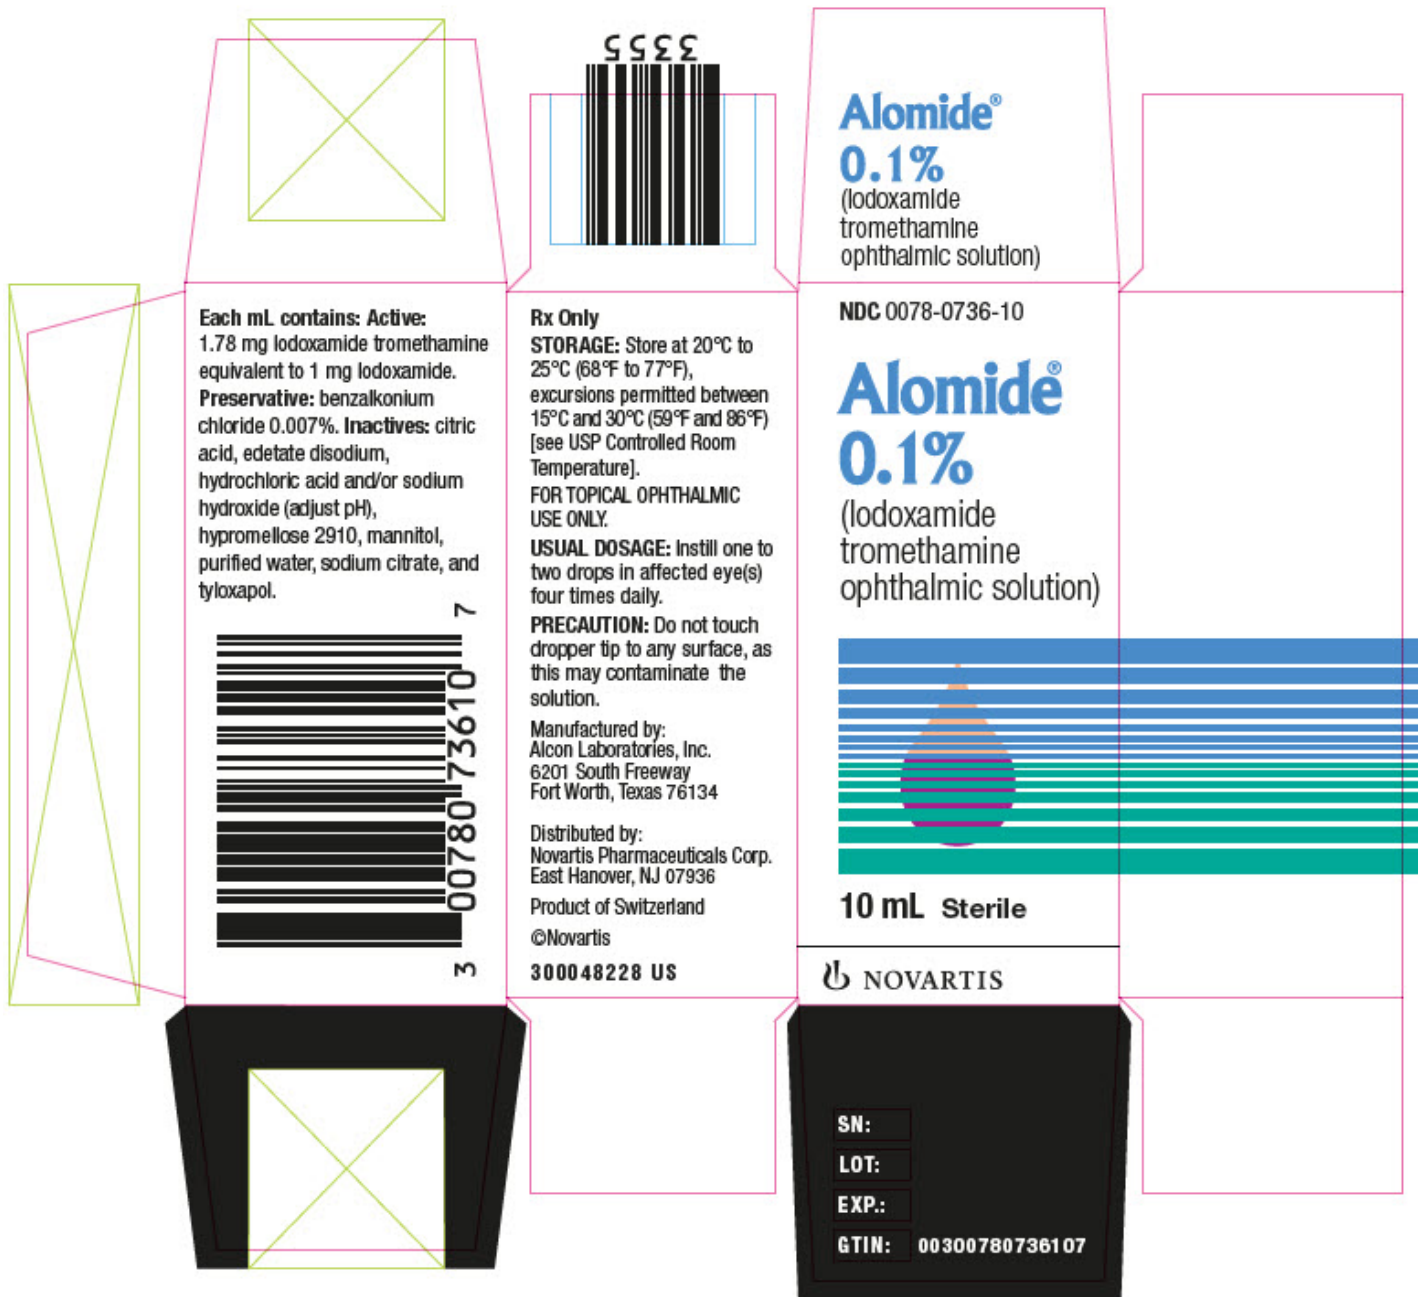 3355
Alomide®
0.1%
(lodoxamide
tromethamine
ophthalmic solution)
Each mL contains: Active:
1.78 mg lodoxamide tromethamine
equivalent to 1 mg lodoxamide.
Preservative: benzalkonium
chloride 0.007%. Inactives: citric
acid, edetate disodium,
hydrochloric acid and/or sodium
hydroxide (adjust pH),
hypromellose 2910, mannitol,
purified water, sodium citrate, and
tyloxapol.
3 0078073610 7
Rx Only
STORAGE: Store at 20°C to
25°C (68°F to 77°F),
excursions permitted between
15°C and 30°C (59°F and 86°F)
[see USP Controlled Room
Temperature].
FOR TOPICAL OPHTHALMIC
USE ONLY.
USUAL DOSAGE: Instill one to
two drops in affected eye(s)
four times daily.
PRECAUTION: Do not touch
dropper tip to any surface, as
this may contaminate the
solution.
Manufactured by:
Alcon Laboratories, Inc.
6201 South Freeway
Fort Worth, Texas 76134
Distributed by:
Novartis Pharmaceuticals Corp.
East Hanover, NJ 07936
Product of Switzerland
©Novartis
300048228 US
NDC 0078-0736-10
Alomide®
0.1%
(lodoxamide
tromethamine
ophthalmic solution)
10 mL Sterile
NOVARTIS
SN:
LOT:
EXP.:
GTIN: 00300780736107